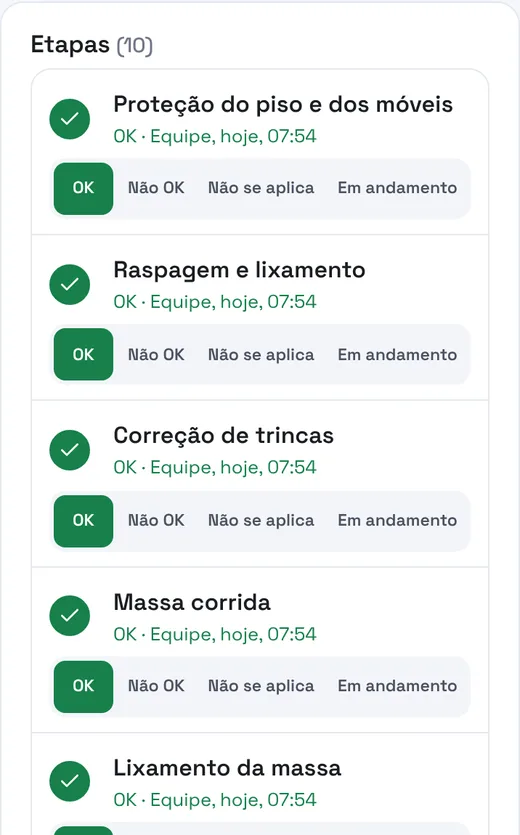 Etapas (10)
Proteção do piso e dos móveis
OK · Equipe, hoje, 07:54
OK Não OK Não se aplica Em andamento
Raspagem e lixamento
OK · Equipe, hoje, 07:54
OK Não OK Não se aplica Em andamento
Correção de trincas
OK · Equipe, hoje, 07:54
OK Não OK Não se aplica Em andamento
Massa corrida
OK · Equipe, hoje, 07:54
OK Não OK Não se aplica Em andamento
Lixamento da massa
OK · Equipe, hoje, 07:54